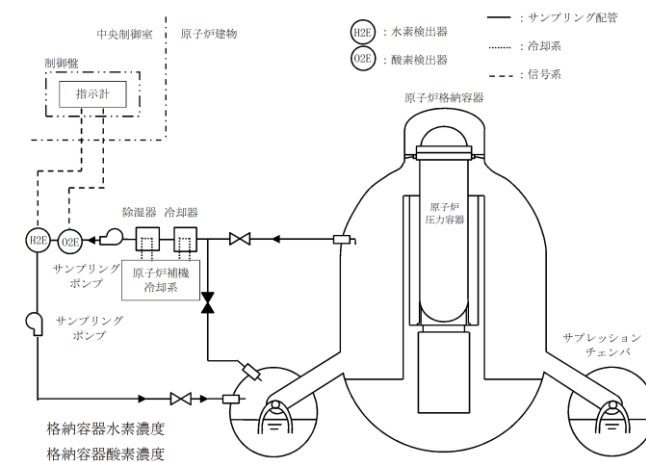 中央制御室
原子炉建物
制御盤
指示計
H2E
：水素検出器
O2E
：酸素検出器
：サンプリング配管
：冷却系
：信号系
原子炉格納容器
原子炉
圧力容器
除湿器
冷却器
H2E
O2E
サンプリング
ポンプ
原子炉補機
冷却系
サンプリング
ポンプ
サプレッション
チェンバ
格納容器水素濃度
格納容器酸素濃度